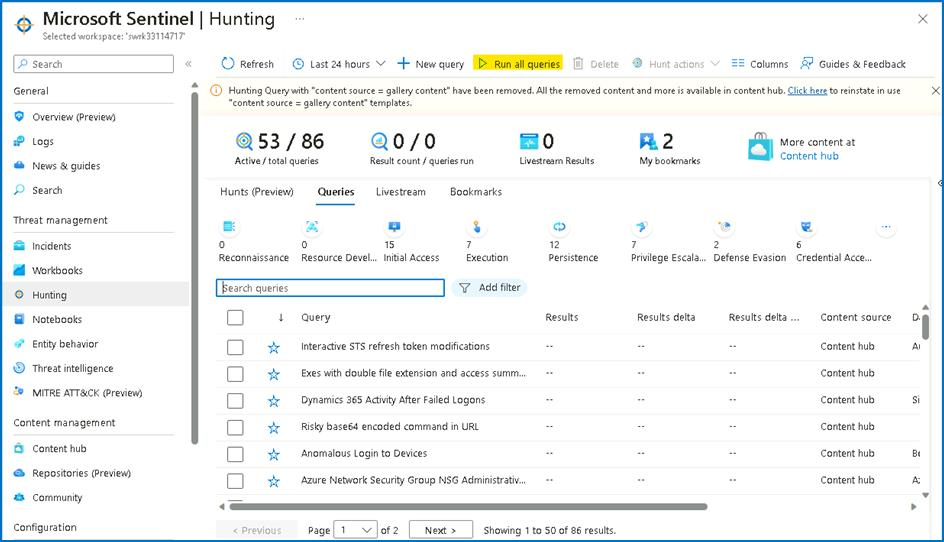 Microsoft Sentinel | Hunting ...
Selected workspace: 'swrk33114717'
Search
General
Overview (Preview)
Logs
News & guides
Search
Threat management
Incidents
Workbooks
Hunting
Notebooks
Entity behavior
Threat intelligence
MITRE ATT&CK (Preview)
Content management
Content hub
Repositories (Preview)
Community
Configuration
Refresh Last 24 hours New query Run all queries Delete Hunt actions Columns Guides & Feedback
Hunting Query with "content source = gallery content" have been removed. All the removed content and more is available in content hub. Click here to reinstate in use
"content source = gallery content" templates.
53 / 86
Active / total queries
0 / 0
Result count / queries run
0
Livestream Results
2
My bookmarks
More content at
Content hub
Hunts (Preview) Queries Livestream Bookmarks
0
Reconnaissance
0
Resource Devel...
15
Initial Access
7
Execution
12
Persistence
7
Privilege Escala...
2
Defense Evasion
6
Credential Acce...
Search queries Add filter
Query Results Results delta Results delta ... Content source D
Interactive STS refresh token modifications -- -- -- Content hub Au
Exes with double file extension and access summ... -- -- -- Content hub
Dynamics 365 Activity After Failed Logons -- -- -- Content hub Si
Risky base64 encoded command in URL -- -- -- Content hub
Anomalous Login to Devices -- -- -- Content hub Be
Azure Network Security Group NSG Administrativ... -- -- -- Content hub Az
< Previous Page 1 of 2 Next > Showing 1 to 50 of 86 results.